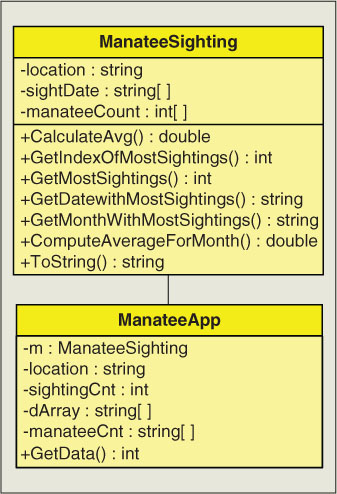 ManateeSighting
-location : string
-sightDate : string[ ]
-manateeCount : int[ ]
+CalculateAvg() : double
+GetIndexOfMostSightings() : int
+GetMostSightings() : int
+GetDatewithMostSightings() : string
+GetMonthWithMostSightings() : string
+ComputeAverageForMonth() : double
+ToString() : string
ManateeApp
-m : ManateeSighting
-location : string
-sightingCnt : int
-dArray : string[ ]
-manateeCnt : string[ ]
+GetData() : int